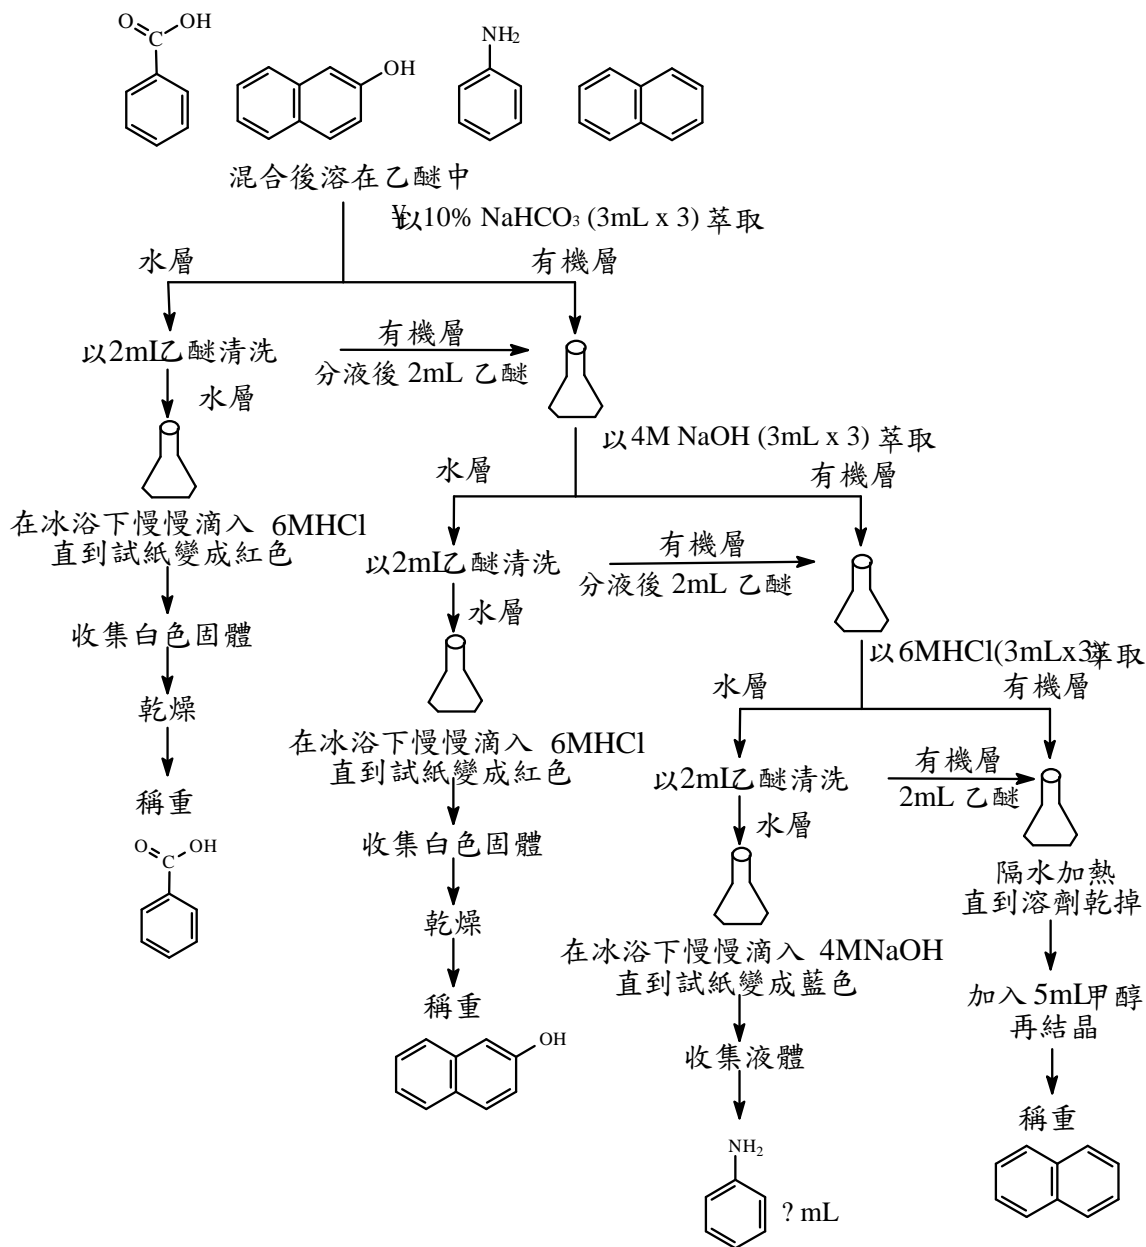 O OH
C
OH
NH2
混合後溶在乙醚中
¥以10% NaHCO3 (3mL x 3) 萃取
水層
有機層
以2mL乙醚清洗
有機層
分液後 2mL 乙醚
水層
以4M NaOH (3mL x 3) 萃取
水層
有機層
在冰浴下慢慢滴入 6MHCl
直到試紙變成紅色
以2mL乙醚清洗
有機層
分液後 2mL 乙醚
水層
收集白色固體
以6MHCl(3mLx3)萃取
水層
有機層
乾燥
在冰浴下慢慢滴入 6MHCl
直到試紙變成紅色
以2mL乙醚清洗
有機層
2mL 乙醚
稱重
水層
收集白色固體
O OH
C
隔水加熱
直到溶劑乾掉
乾燥
在冰浴下慢慢滴入 4MNaOH
直到試紙變成藍色
稱重
加入 5mL甲醇
再結晶
OH
收集液體
稱重
NH2
? mL